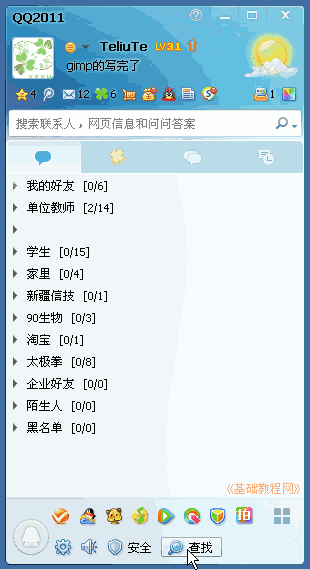 QQ2011
TeliuTe LV31
gimp的写完了
4 12 6 1
搜索联系人，网页信息和问问答案
我的好友 [0/6]
单位教师 [2/14]
学生 [0/15]
家里 [0/4]
新疆信技 [0/1]
90生物 [0/3]
淘宝 [0/1]
太极拳 [0/8]
企业好友 [0/0]
陌生人 [0/0]
黑名单 [0/0]
《基础教程网》
拍
安全 查找